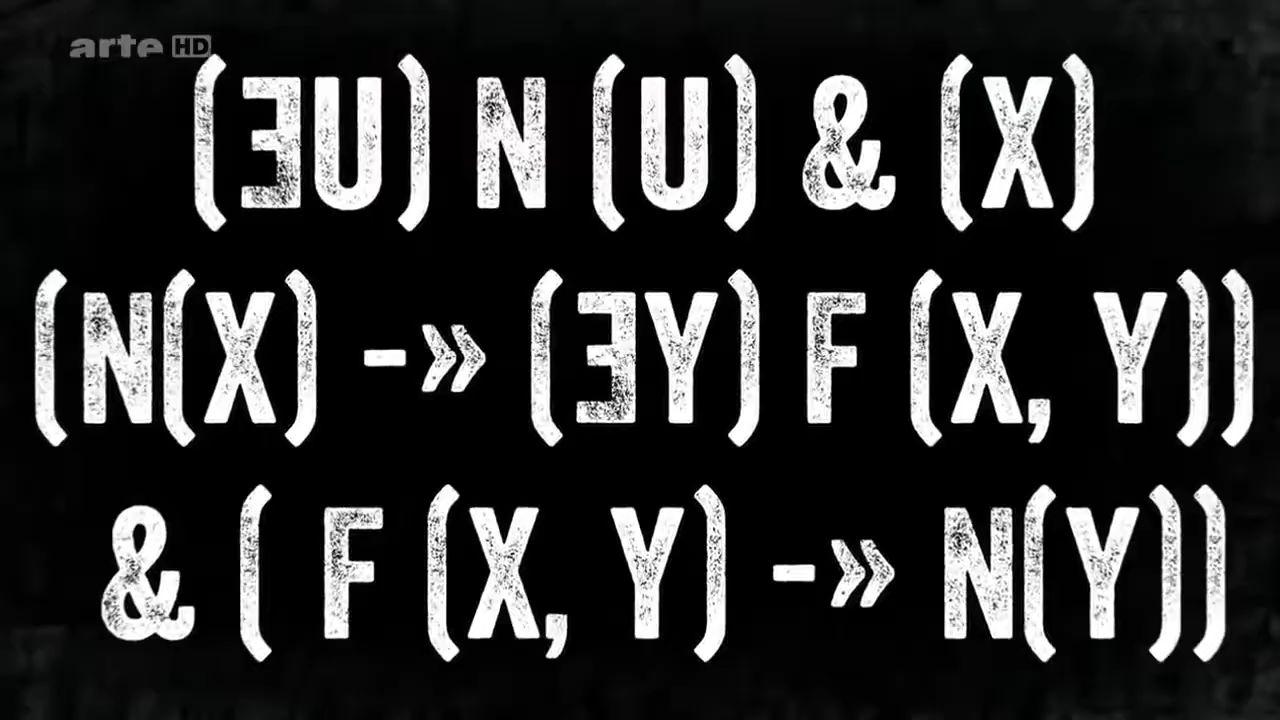 arte HD
(ƎU) N (U) & (X)
(N(X) -» (ƎY) F (X, Y))
& ( F (X, Y) -» N(Y))